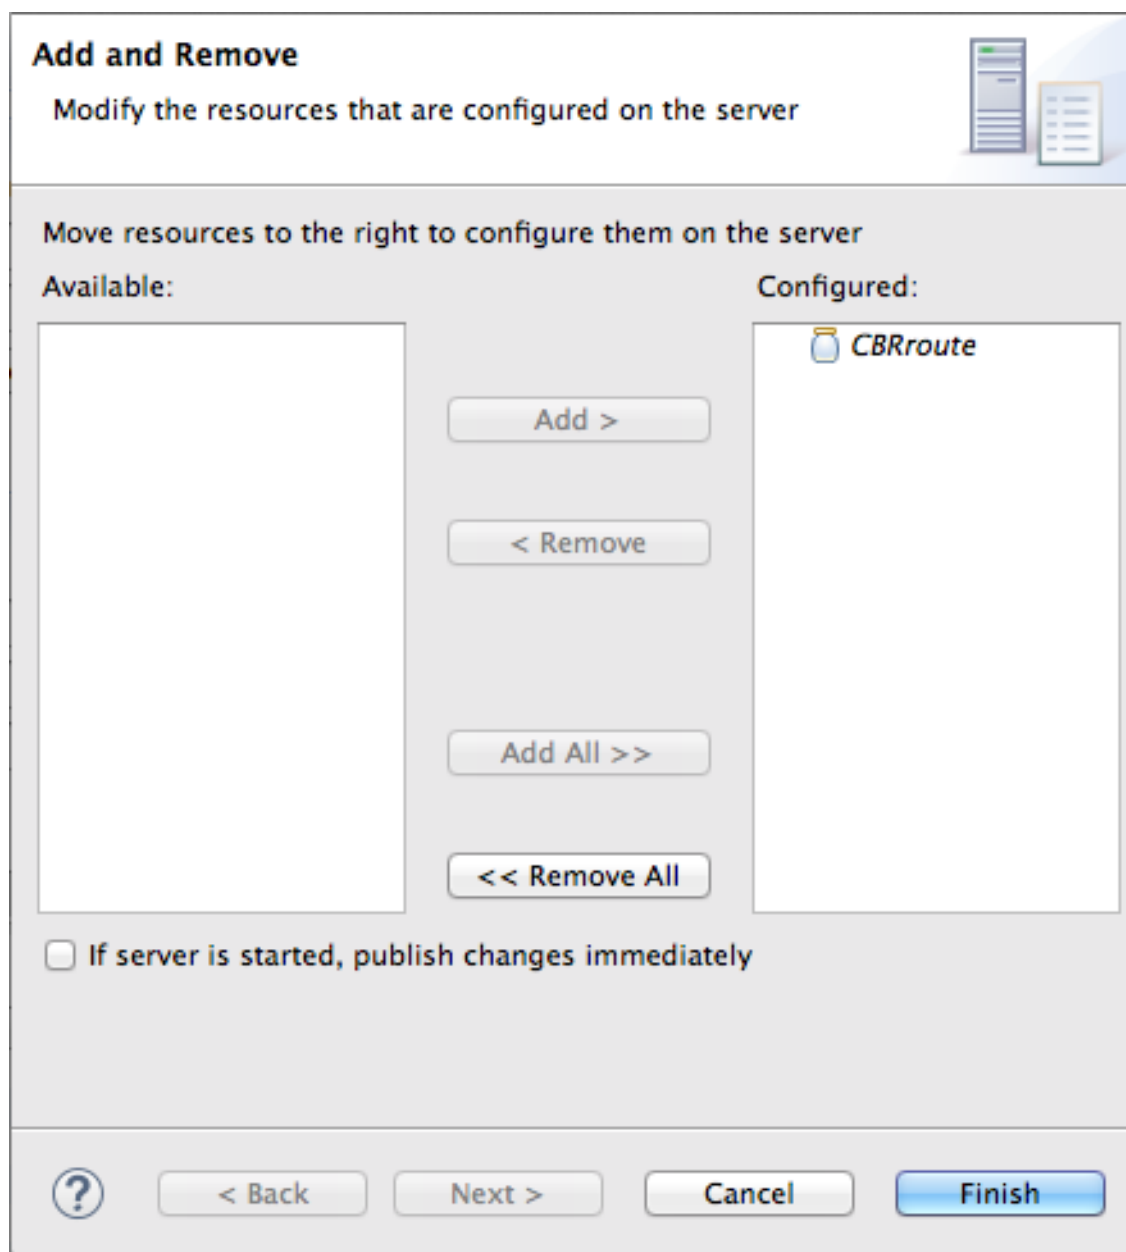 Add and Remove
Modify the resources that are configured on the server
Move resources to the right to configure them on the server
Available:
Configured:
CBRroute
Add >
< Remove
Add All >>
<< Remove All
If server is started, publish changes immediately
?
< Back
Next >
Cancel
Finish